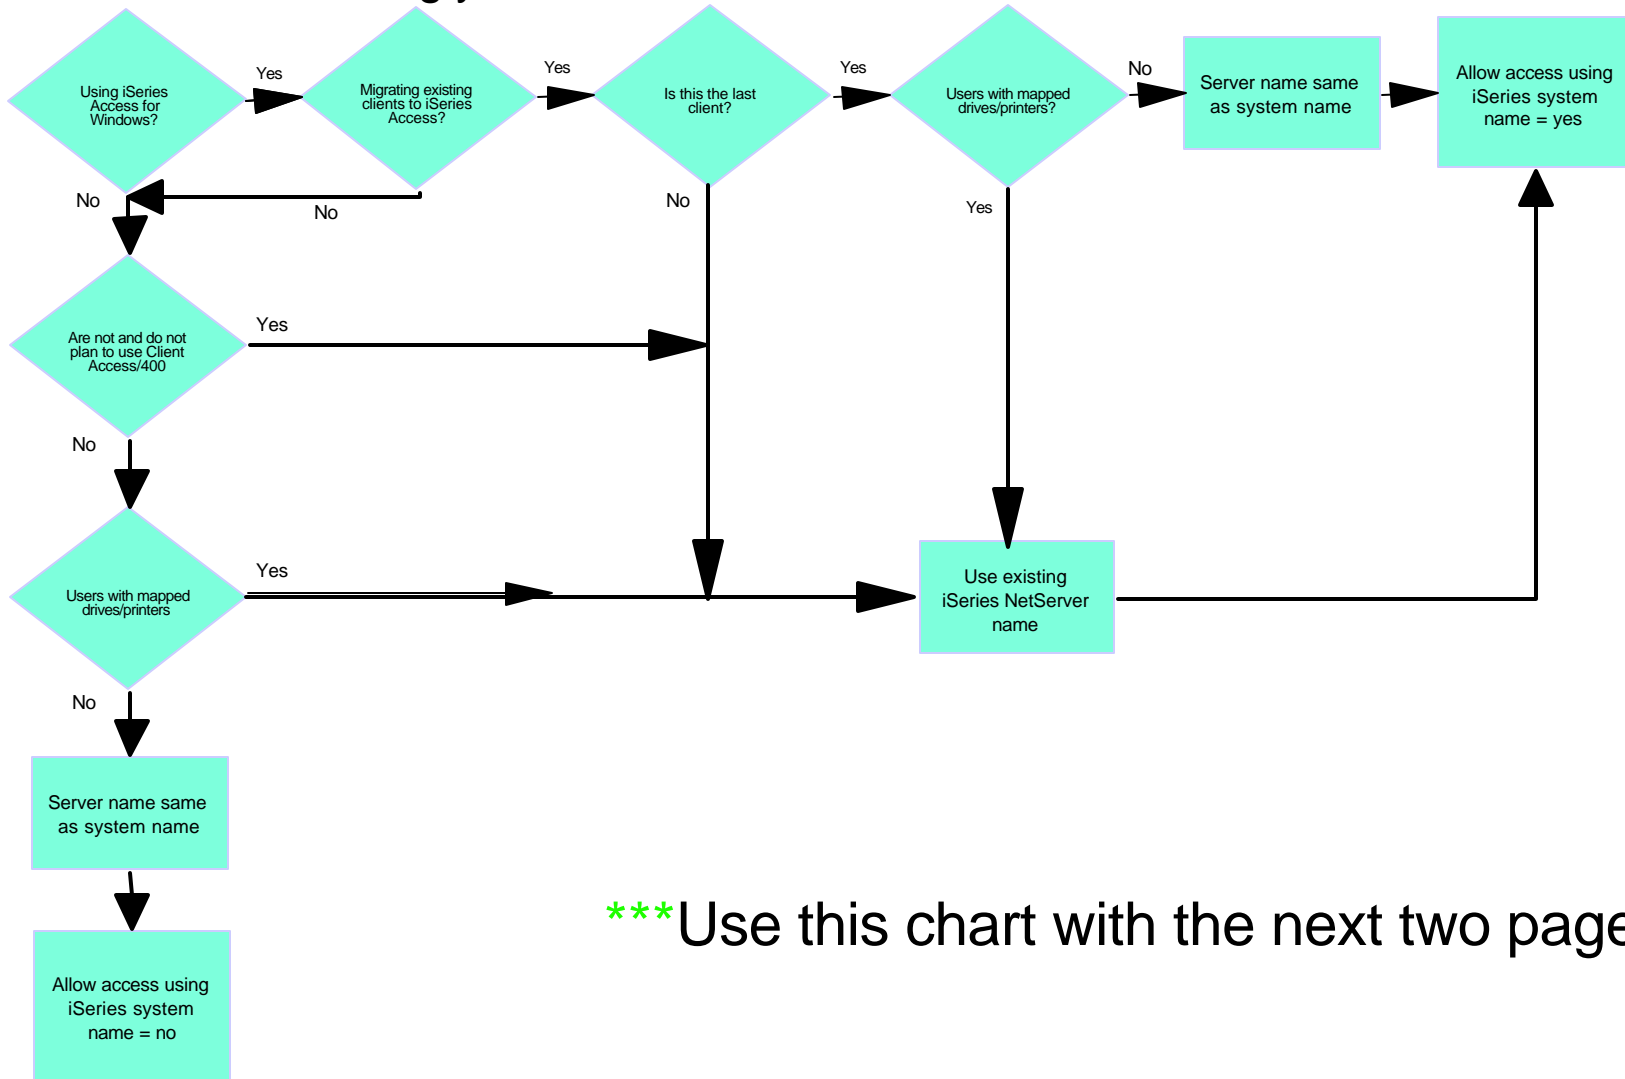 Using iSeries
Access for
Windows?
Yes
Migrating existing
clients to iSeries
Access?
Yes
Is this the last
client?
Yes
Users with mapped
drives/printers?
No
Server name same
as system name
Allow access using
iSeries system
name = yes
No
No
No
Yes
Are not and do not
plan to use Client
Access/400
Yes
No
Users with mapped
drives/printers
Yes
Use existing
iSeries NetServer
name
No
Server name same
as system name
***Use this chart with the next two page
Allow access using
iSeries system
name = no